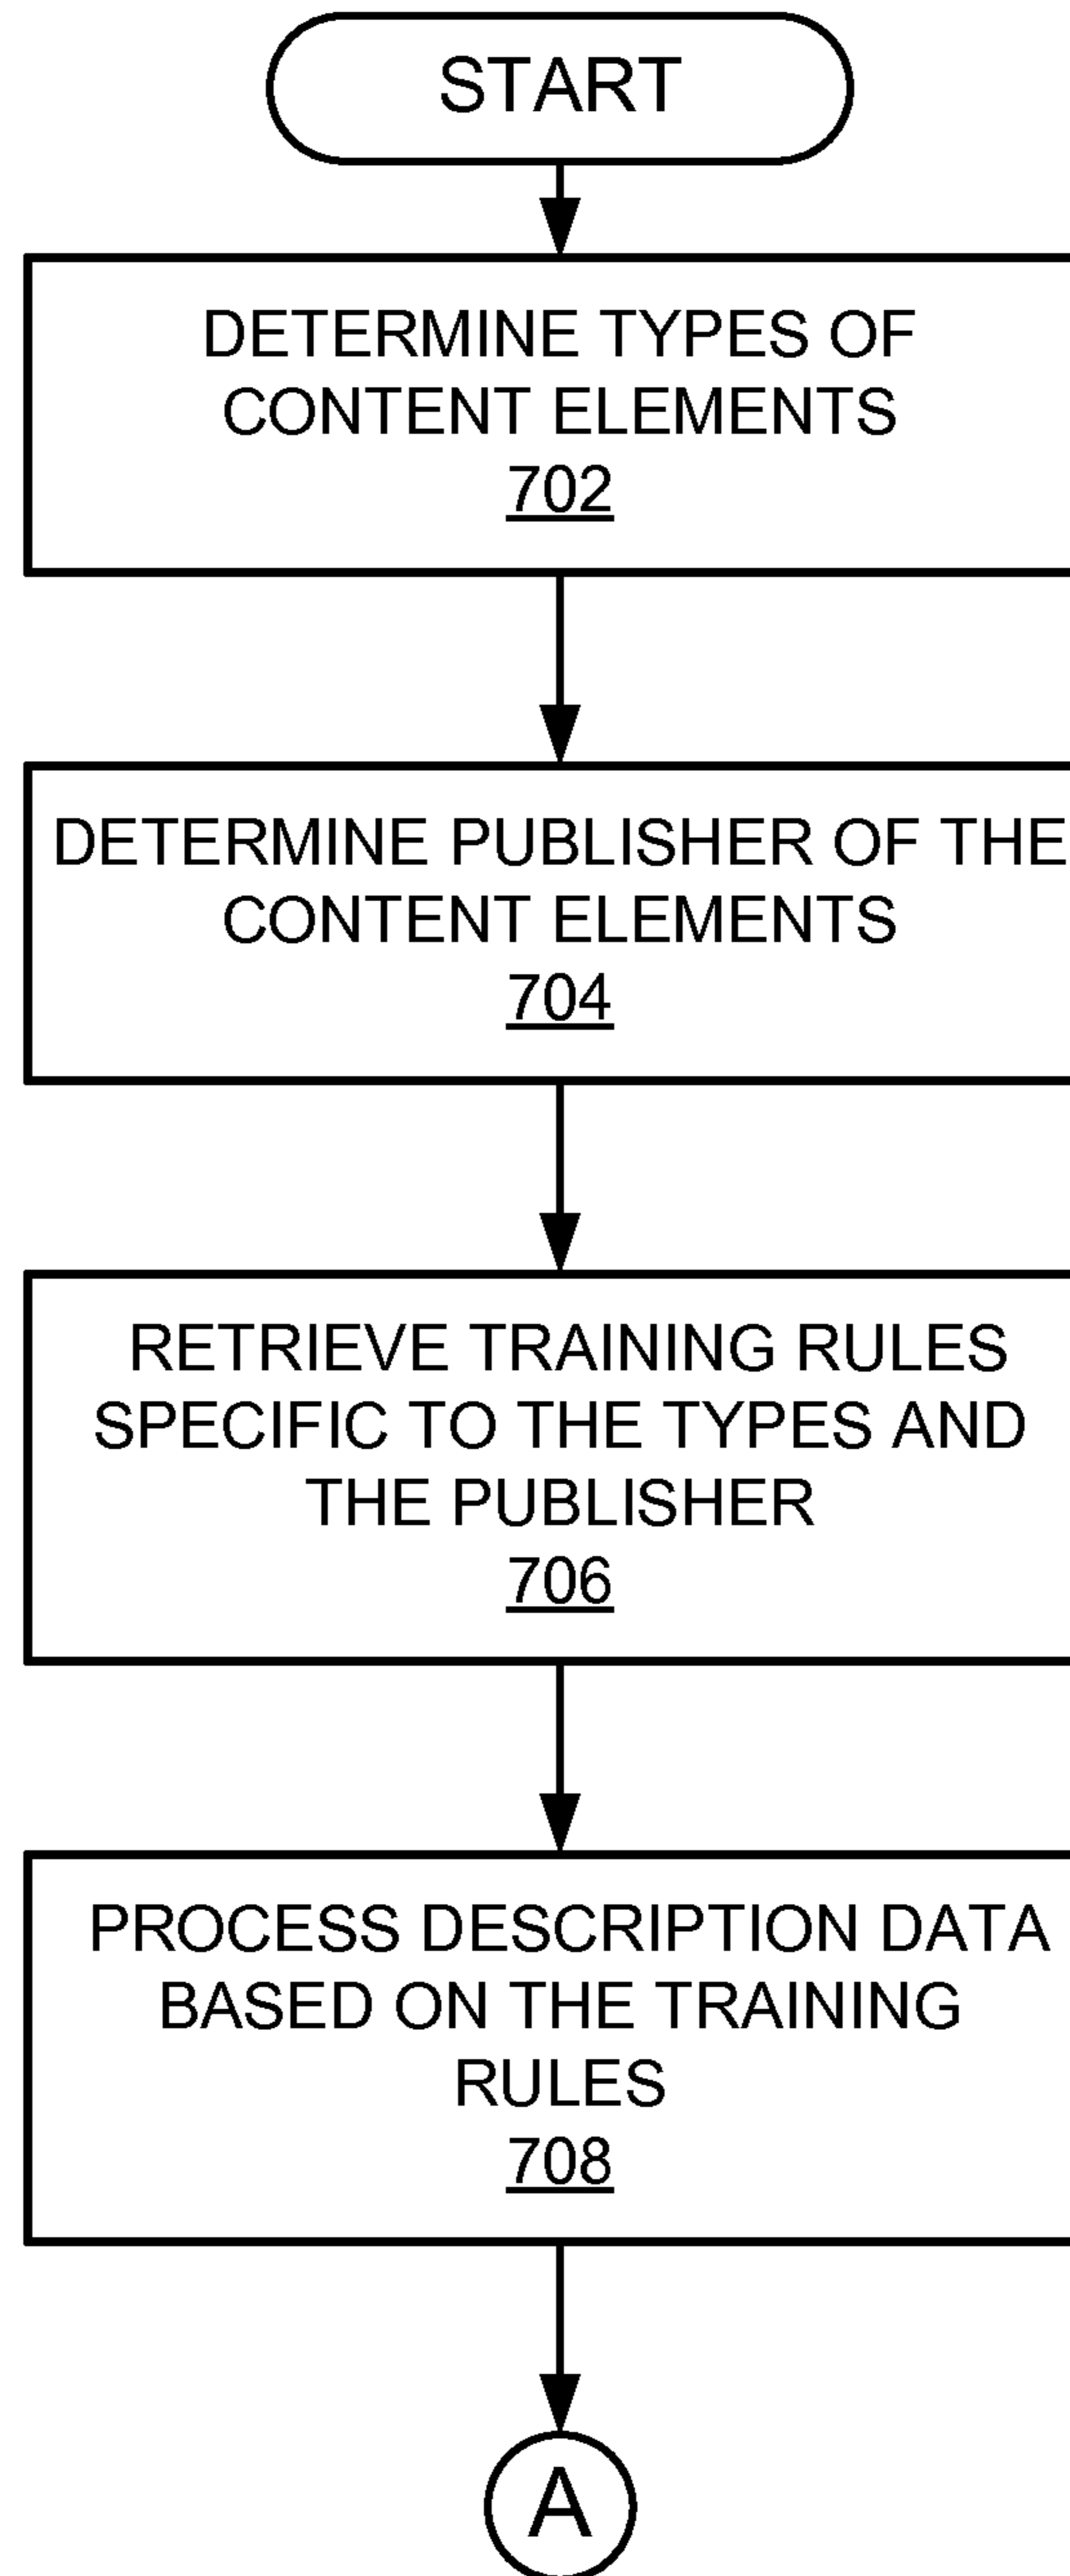 START
DETERMINE TYPES OF
CONTENT ELEMENTS
702
DETERMINE PUBLISHER OF THE
CONTENT ELEMENTS
704
RETRIEVE TRAINING RULES
SPECIFIC TO THE TYPES AND
THE PUBLISHER
706
PROCESS DESCRIPTION DATA
BASED ON THE TRAINING
RULES
708
A